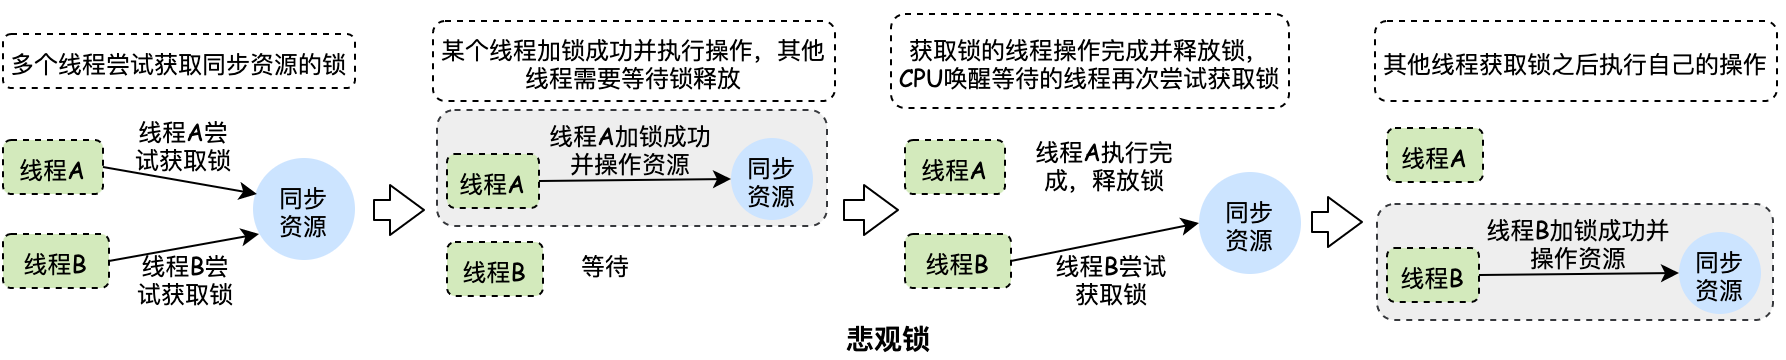 多个线程尝试获取同步资源的锁
线程A
线程A尝
试获取锁
同步
资源
线程B
线程B尝
试获取锁
某个线程加锁成功并执行操作，其他
线程需要等待锁释放
线程A加锁成功
并操作资源
线程A
同步
资源
线程B
等待
获取锁的线程操作完成并释放锁，
CPU唤醒等待的线程再次尝试获取锁
线程A
线程A执行完
成，释放锁
同步
资源
线程B
线程B尝试
获取锁
其他线程获取锁之后执行自己的操作
线程A
线程B加锁成功并
操作资源
线程B
同步
资源
悲观锁